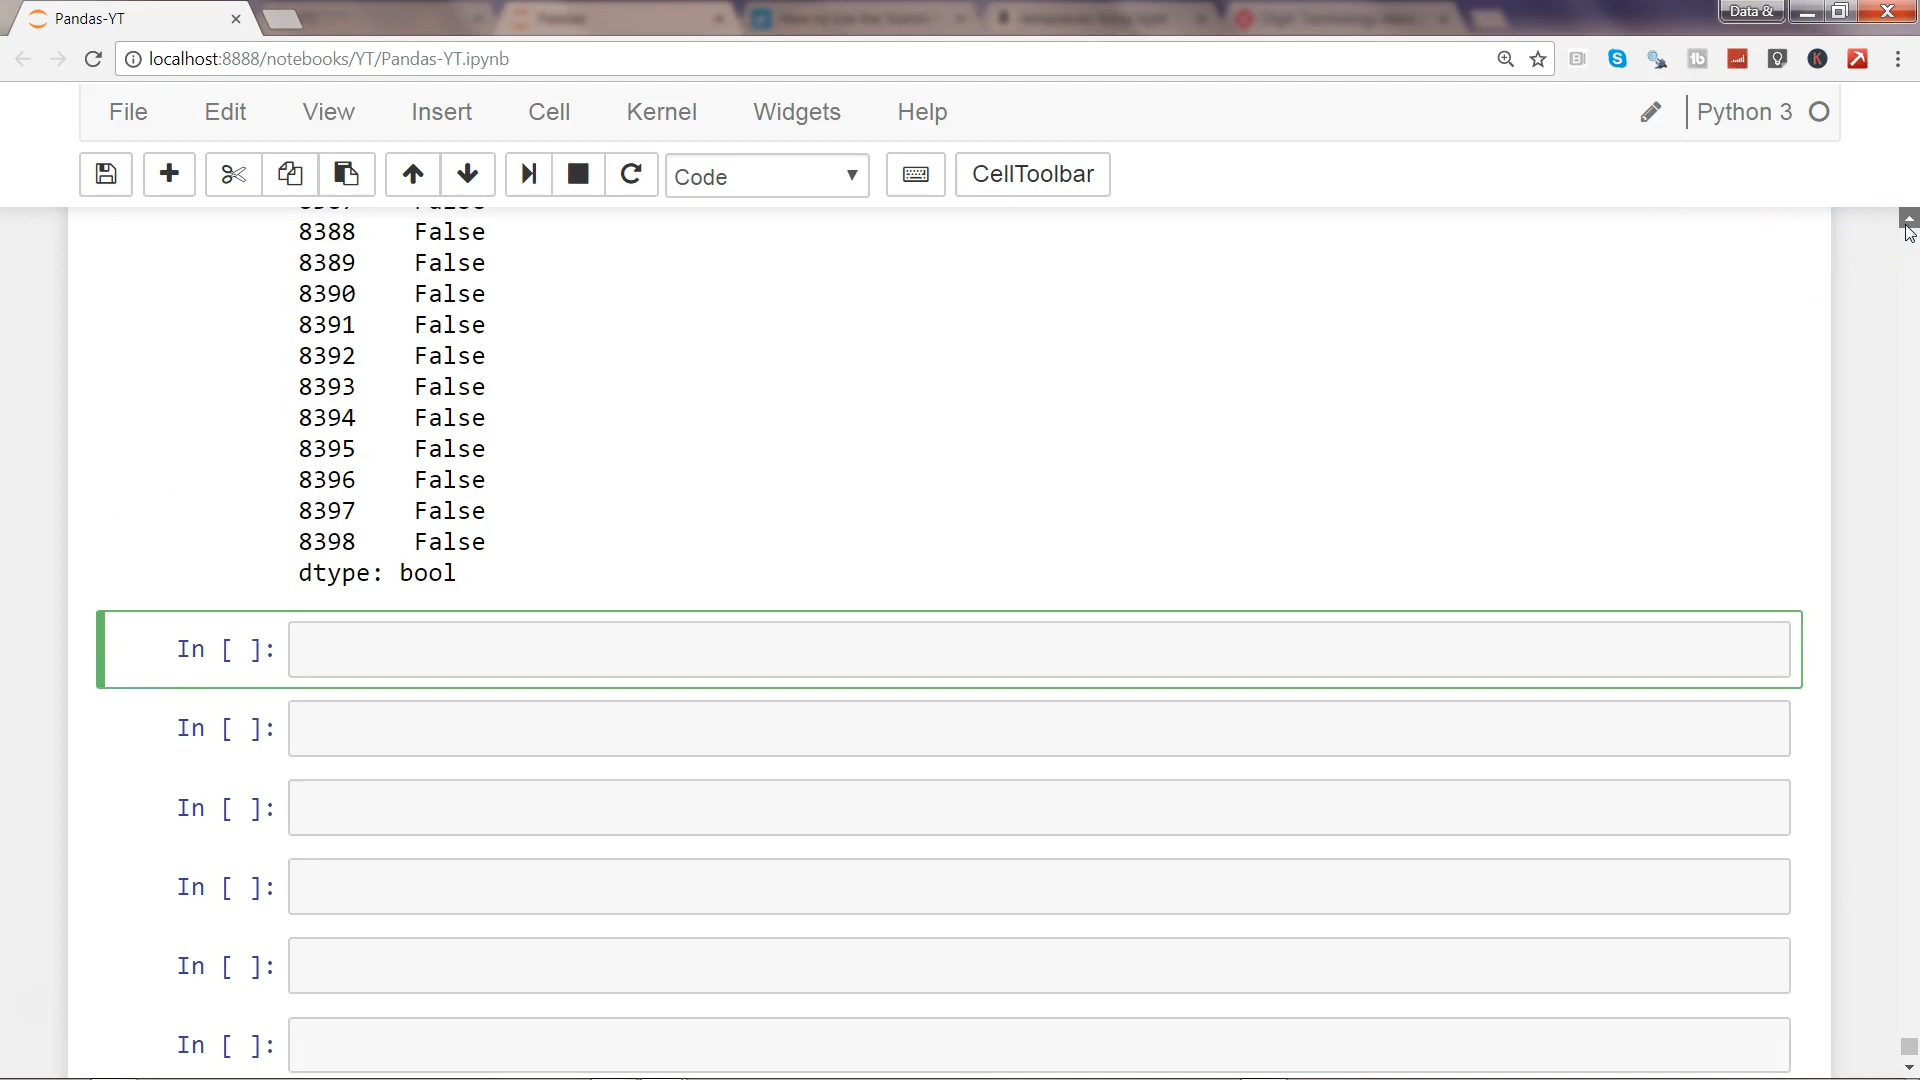 Pandas-YT
Data &
localhost:8888/notebooks/YT/Pandas-YT.ipynb
File Edit View Insert Cell Kernel Widgets Help Python 3
Code CellToolbar
8388 False
8389 False
8390 False
8391 False
8392 False
8393 False
8394 False
8395 False
8396 False
8397 False
8398 False
dtype: bool
In [ ]:
In [ ]:
In [ ]:
In [ ]:
In [ ]:
In [ ]: